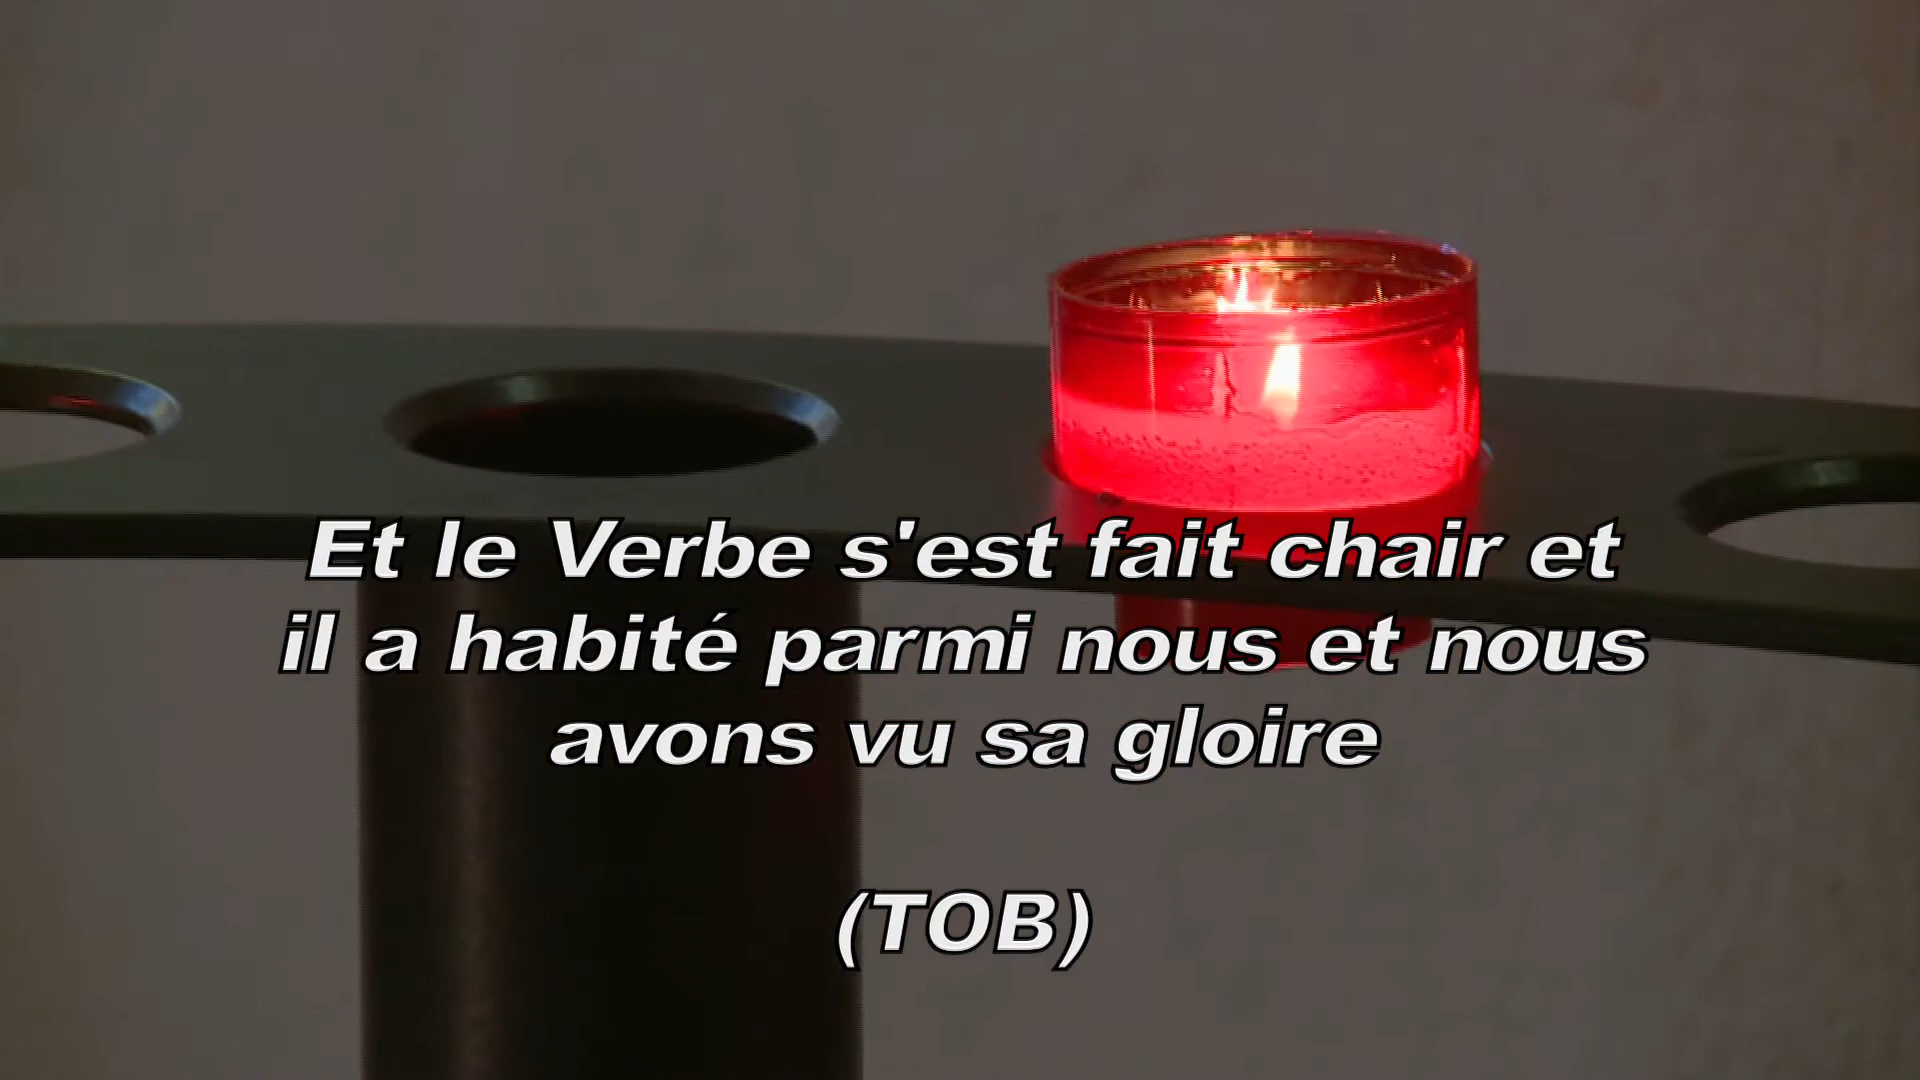 Et le Verbe s'est fait chair et
il a habité parmi nous et nous
avons vu sa gloire
(TOB)